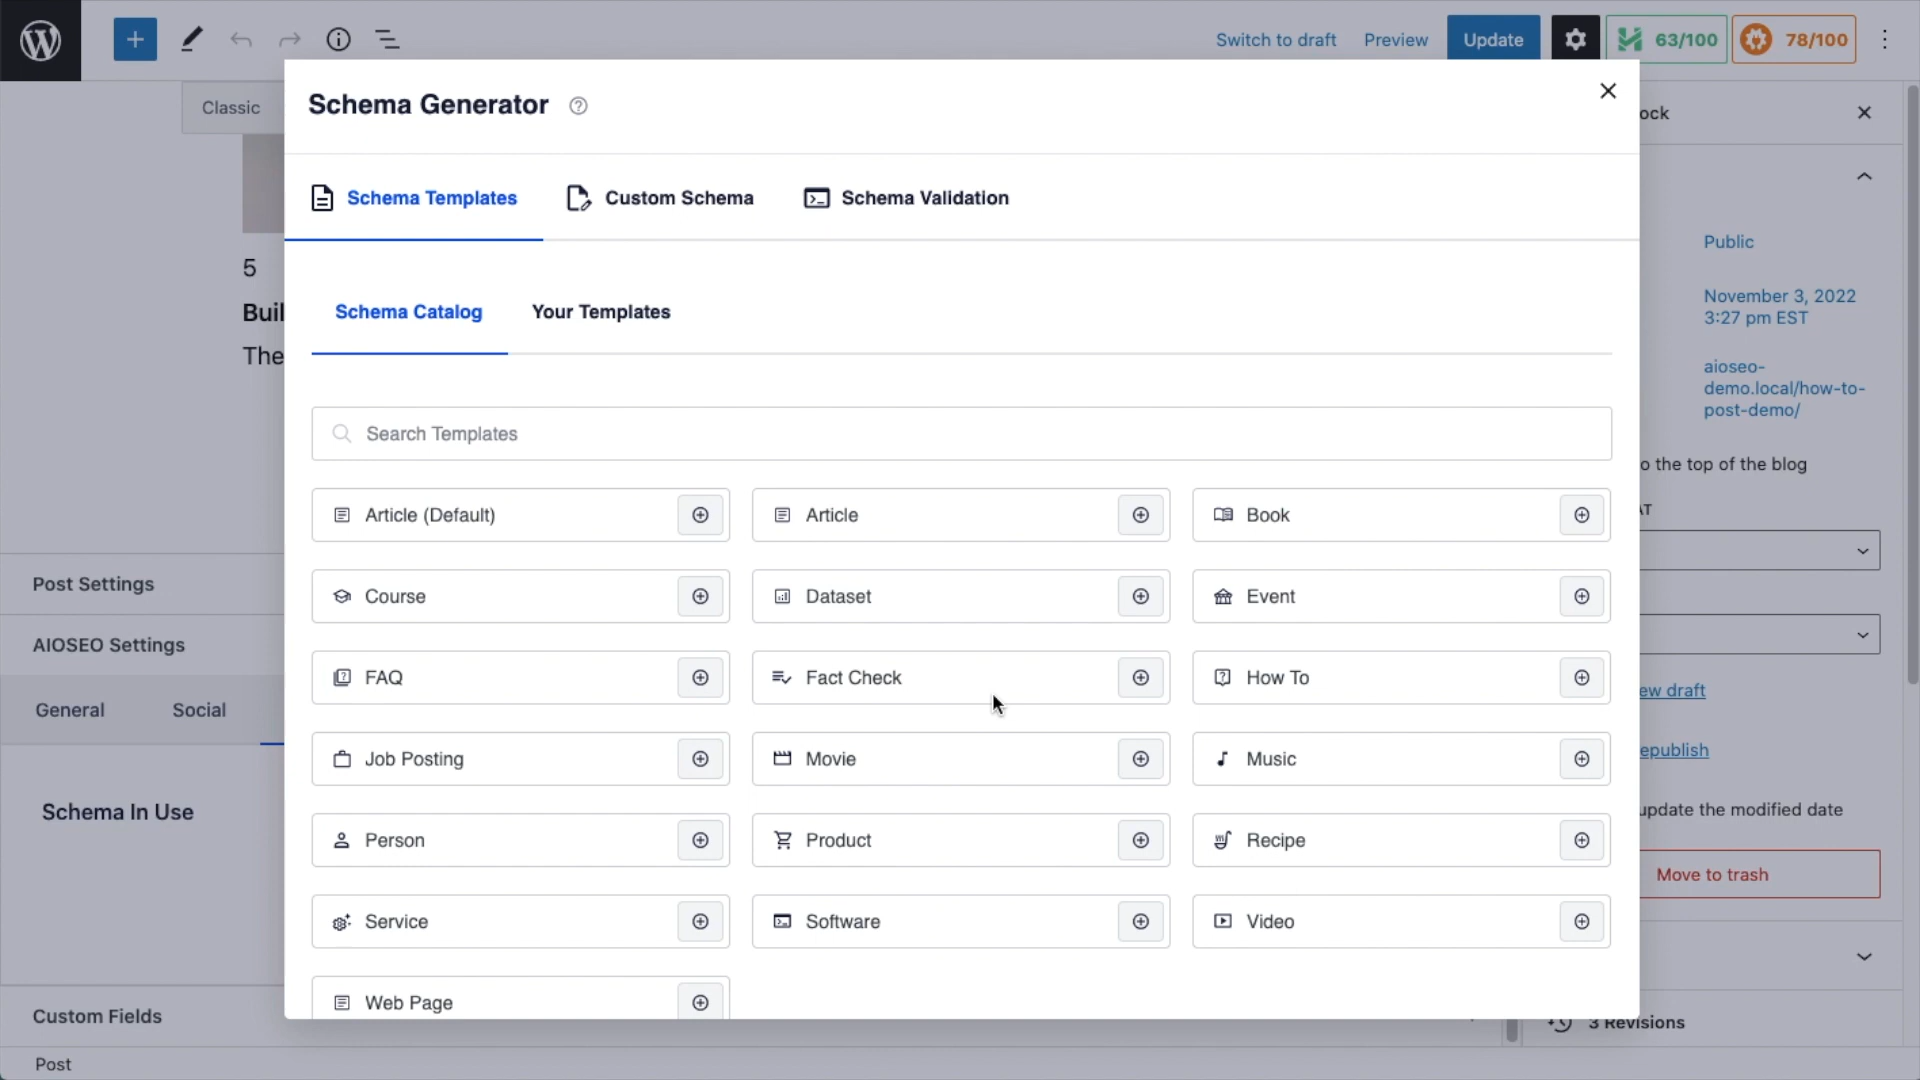 Switch to draft
Preview
Update
63/100
78/100
Classic
Schema Generator
ock
Schema Templates
Custom Schema
Schema Validation
Public
5
November 3, 2022
3:27 pm EST
Buil
Schema Catalog
Your Templates
The
aioseo-
demo.local/how-to-
post-demo/
Search Templates
o the top of the blog
Article (Default)
Article
Book
AT
Post Settings
Course
Dataset
Event
AIOSEO Settings
FAQ
Fact Check
How To
ew draft
General
Social
Job Posting
Movie
Music
epublish
Schema In Use
update the modified date
Person
Product
Recipe
Move to trash
Service
Software
Video
Web Page
Custom Fields
3 Revisions
Post